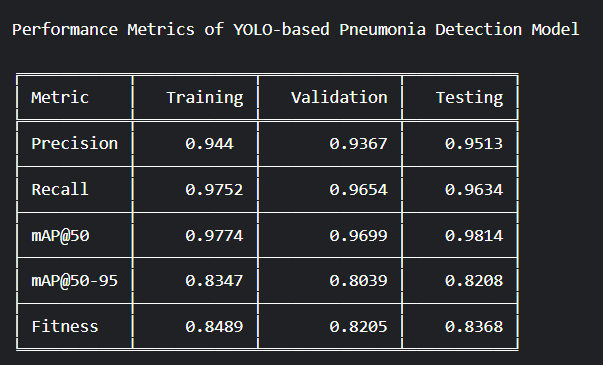 Performance Metrics of YOLO-based Pneumonia Detection Model
Metric Training Validation Testing
Precision 0.944 0.9367 0.9513
Recall 0.9752 0.9654 0.9634
mAP@50 0.9774 0.9699 0.9814
mAP@50-95 0.8347 0.8039 0.8208
Fitness 0.8489 0.8205 0.8368